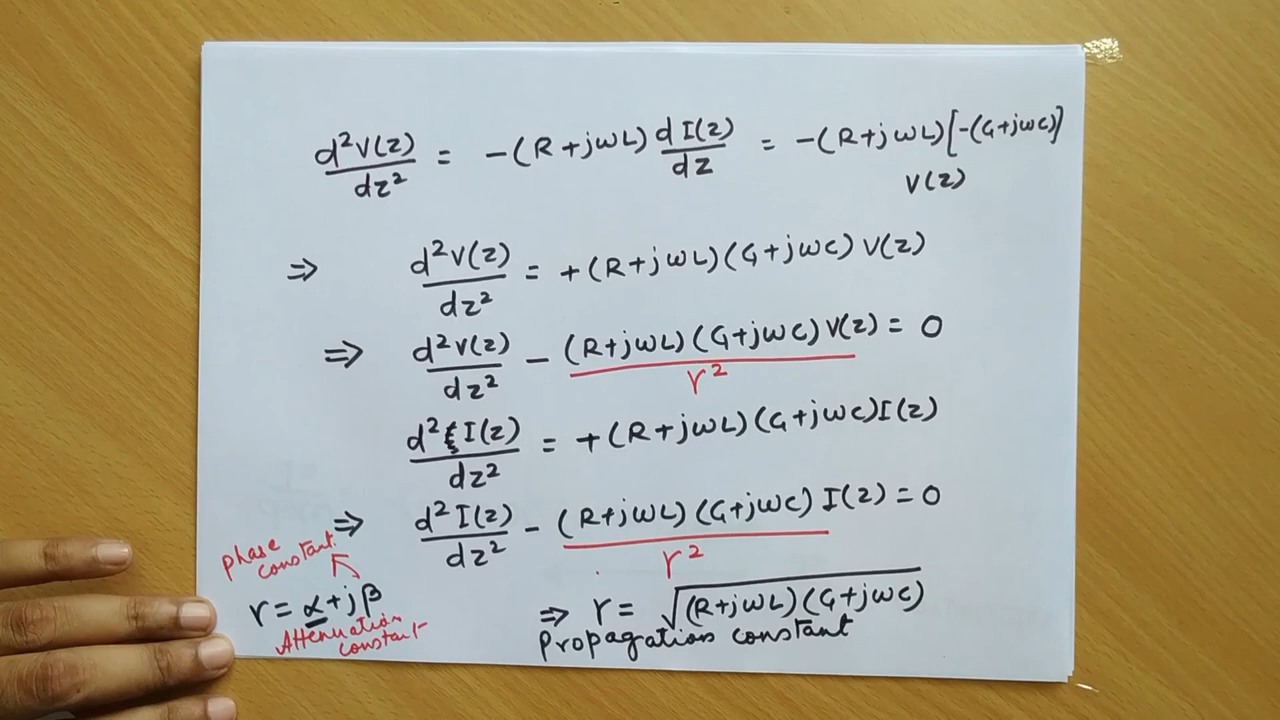 d²V(z)/dz² = -(R+jωL) dI(z)/dz = -(R+jωL)[-(G+jωC)]
V(z)
⇒ d²V(z)/dz² = +(R+jωL)(G+jωC) V(z)
⇒ d²V(z)/dz² - (R+jωL)(G+jωC)V(z) = 0
γ²
d² I(z)/dz² = +(R+jωL)(G+jωC)I(z)
⇒ d²I(z)/dz² - (R+jωL)(G+jωC) I(z) = 0
γ²
phase
constant
γ = α+jβ
Attenuation
constant
⇒ γ = √(R+jωL)(G+jωC)
Propagation constant